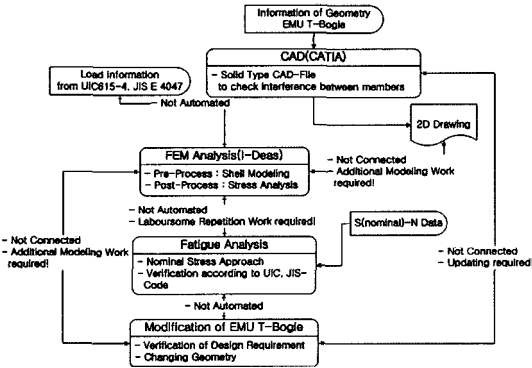 Information of Geometry
EMU T-Bogie
CAD(CATIA)
- Solid Type CAD-File
to check interference between members
Load Information
from UIC615-4, JIS E 4047
- Not Automated
2D Drawing
FEM Analysis(I-Deas)
- Pre-Process : Shell Modeling
- Post-Process : Stress Analysis
- Not Connected
- Additional Modeling Work
required!
- Not Automated
- Laboursome Repetition Work required!
S(nominal)-N Data
- Not Connected
- Additional Modeling Work
required!
Fatigue Analysis
- Nominal Stress Approach
- Verification according to UIC, JIS-
Code
- Not Connected
- Updating required!
- Not Automated
Modification of EMU T-Bogie
- Verification of Design Requirement
- Changing Geometry